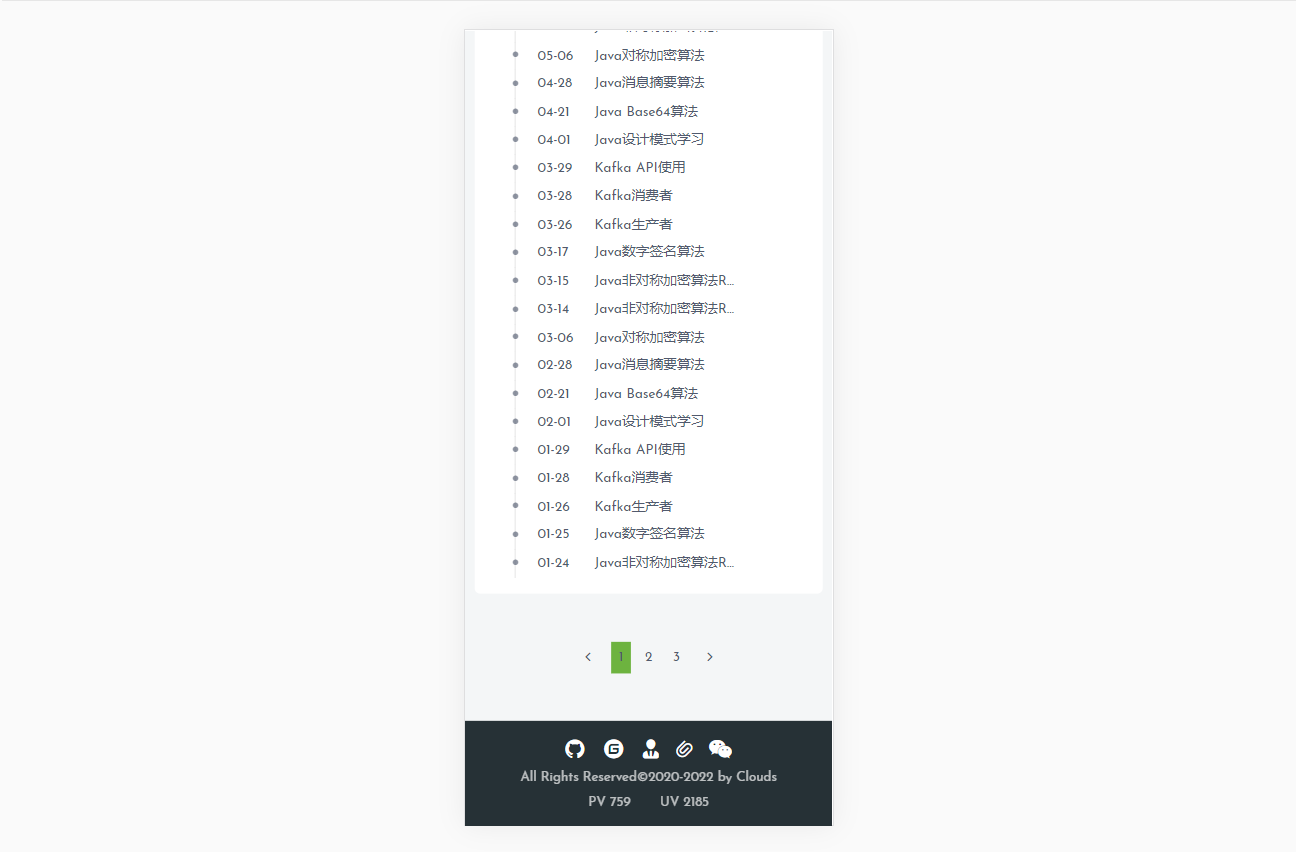 05-06 Java对称加密算法
04-28 Java消息摘要算法
04-21 Java Base64算法
04-01 Java设计模式学习
03-29 Kafka API使用
03-28 Kafka消费者
03-26 Kafka生产者
03-17 Java数字签名算法
03-15 Java非对称加密算法R...
03-14 Java非对称加密算法R...
03-06 Java对称加密算法
02-28 Java消息摘要算法
02-21 Java Base64算法
02-01 Java设计模式学习
01-29 Kafka API使用
01-28 Kafka消费者
01-26 Kafka生产者
01-25 Java数字签名算法
01-24 Java非对称加密算法R...
1 2 3
All Rights Reserved©2020-2022 by Clouds
PV 759 UV 2185